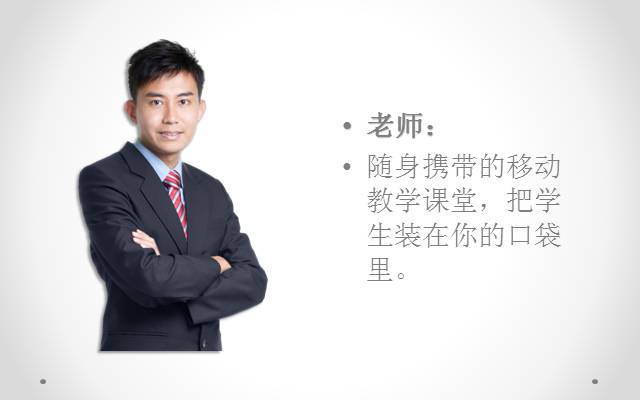 • 老师：
• 随身携带的移动
教学课堂，把学
生装在你的口袋
里。